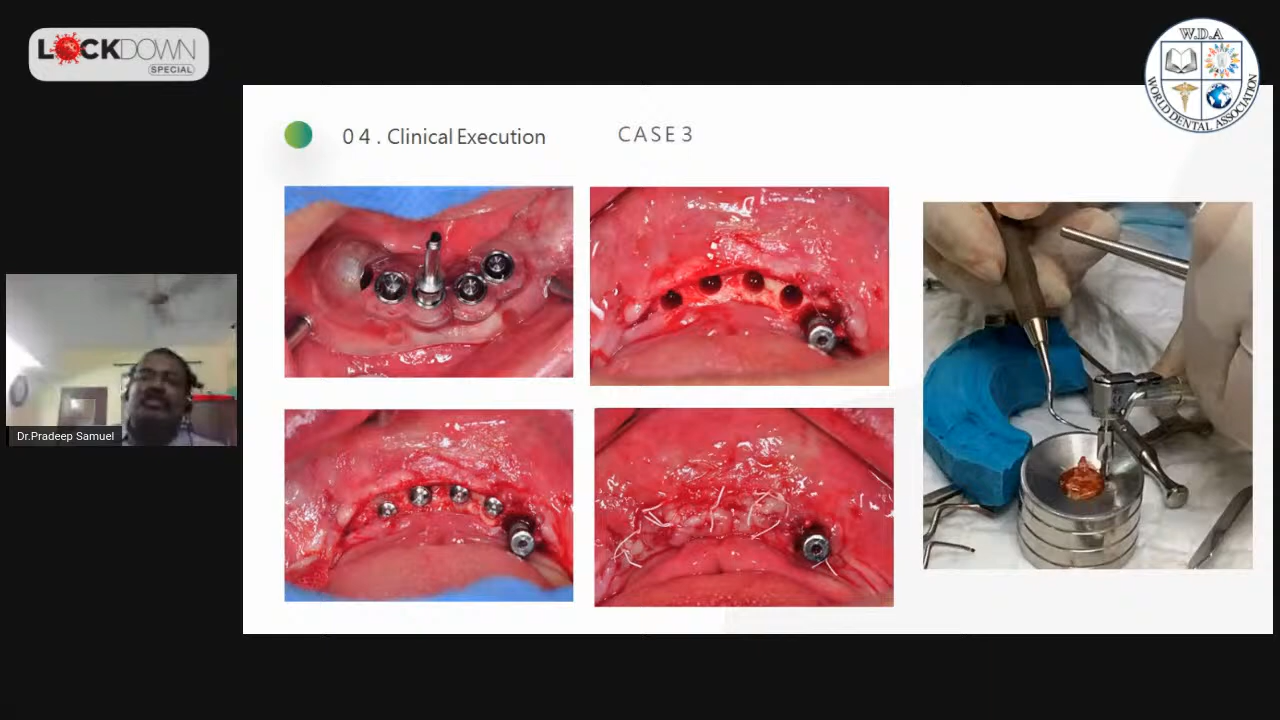 LOCKDOWN
SPECIAL
W.D.A
WORLD DENTAL ASSOCIATION
04. Clinical Execution
CASE 3
Dr.Pradeep Samuel